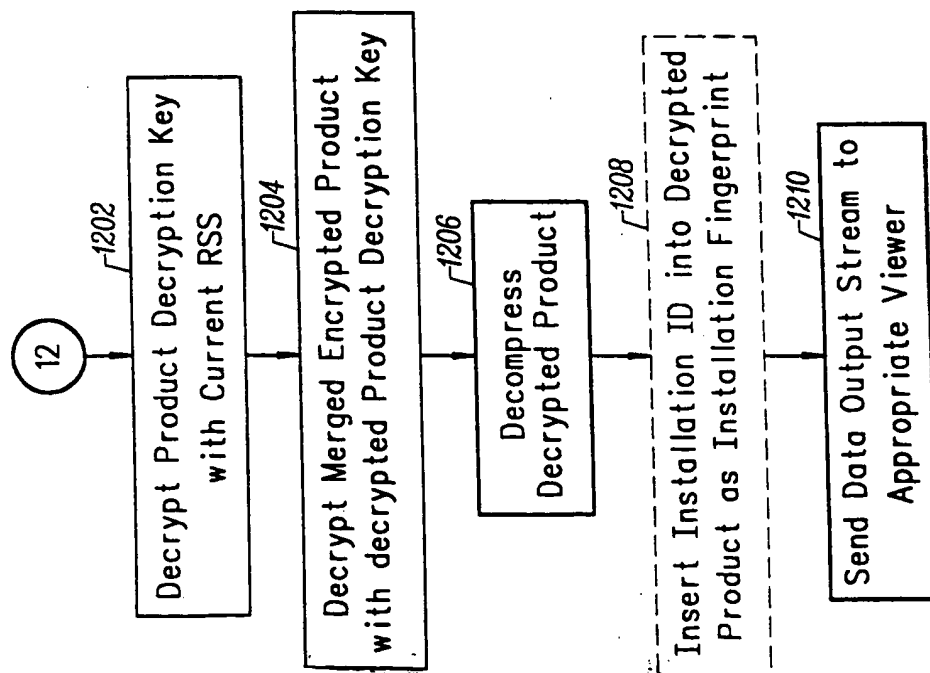 12
1202
Decrypt Product Decryption Key
with Current RSS
1204
Decrypt Merged Encrypted Product
with decrypted Product Decryption Key
1206
Decompress
Decrypted Product
1208
Insert Installation ID into Decrypted
Product as Installation Fingerprint
1210
Send Data Output Stream to
Appropriate Viewer